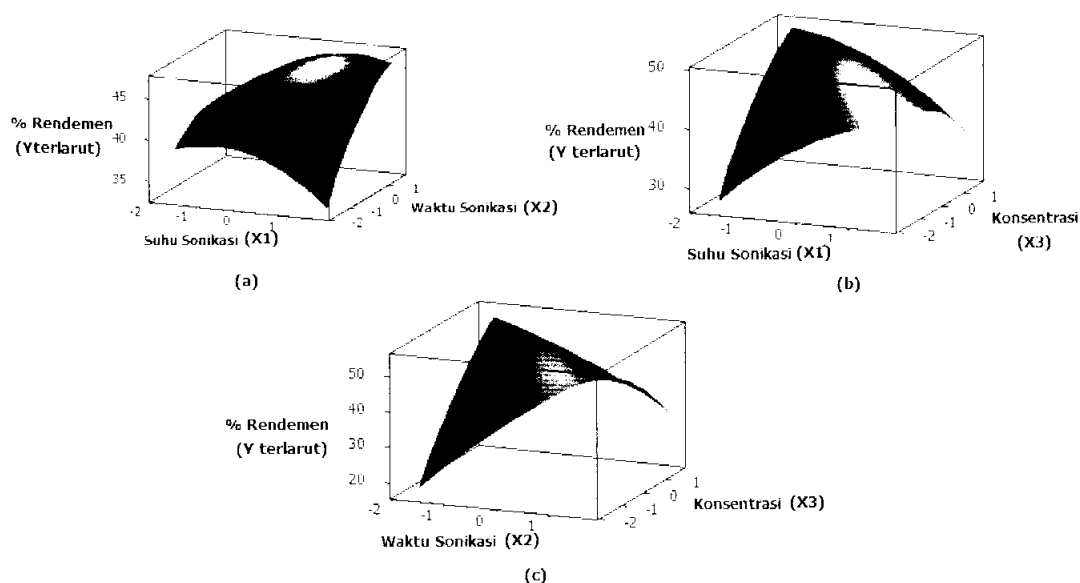 45
% Rendemen
(Yterlarut)
40
35
-2
-1
0
1
Suhu Sonikasi (X1)
-2
-1
0
1
Waktu Sonikasi (X2)
(a)
50
% Rendemen
(Y terlarut)
40
30
-2
-1
0
1
Suhu Sonikasi (X1)
-2
-1
0
1
Konsentrasi
(X3)
(b)
50
40
% Rendemen
(Y terlarut)
30
20
-2
-1
0
1
Waktu Sonikasi (X2)
-2
-1
0
1
Konsentrasi (X3)
(c)